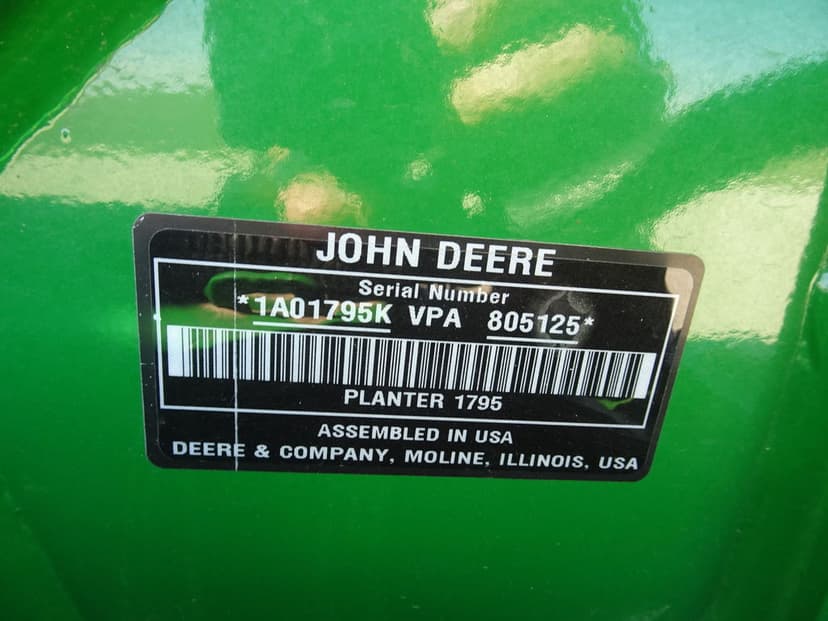 JOHN DEERE
Serial Number
*1A01795K VPA 805125*
PLANTER 1795
ASSEMBLED IN USA
DEERE & COMPANY, MOLINE, ILLINOIS, USA